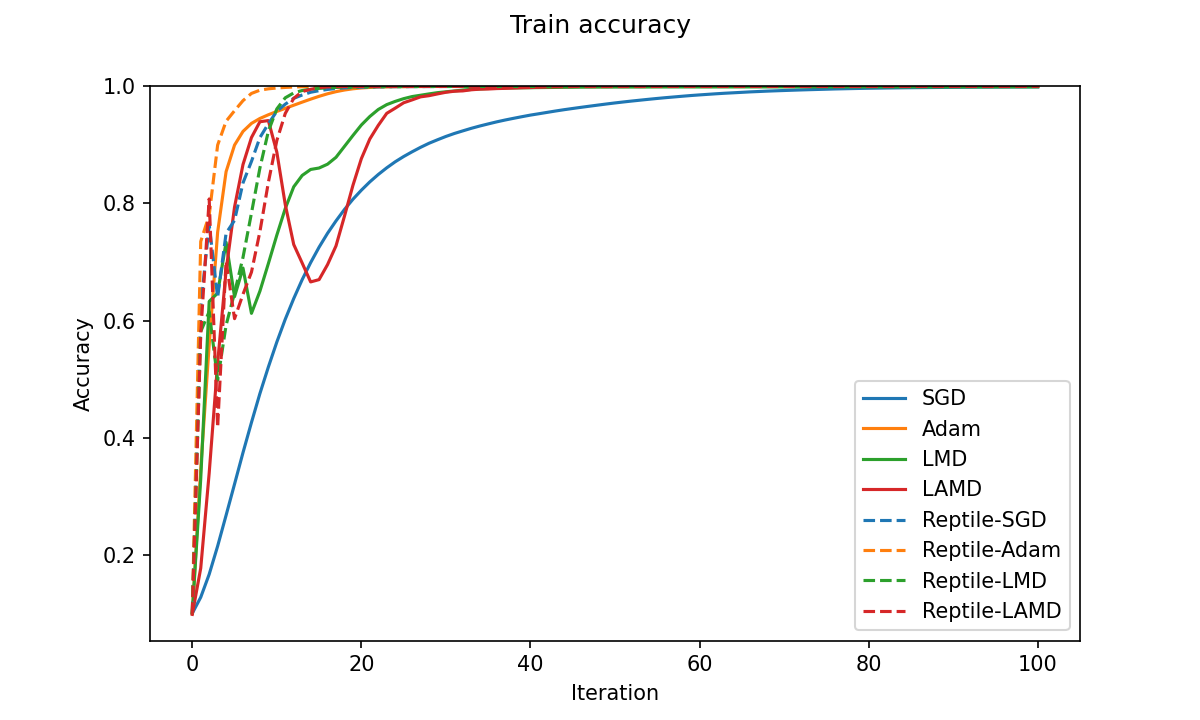 Train accuracy
1.0
0.8
0.6
0.4
0.2
Accuracy
0 20 40 60 80 100
Iteration
SGD
Adam
LMD
LAMD
Reptile-SGD
Reptile-Adam
Reptile-LMD
Reptile-LAMD